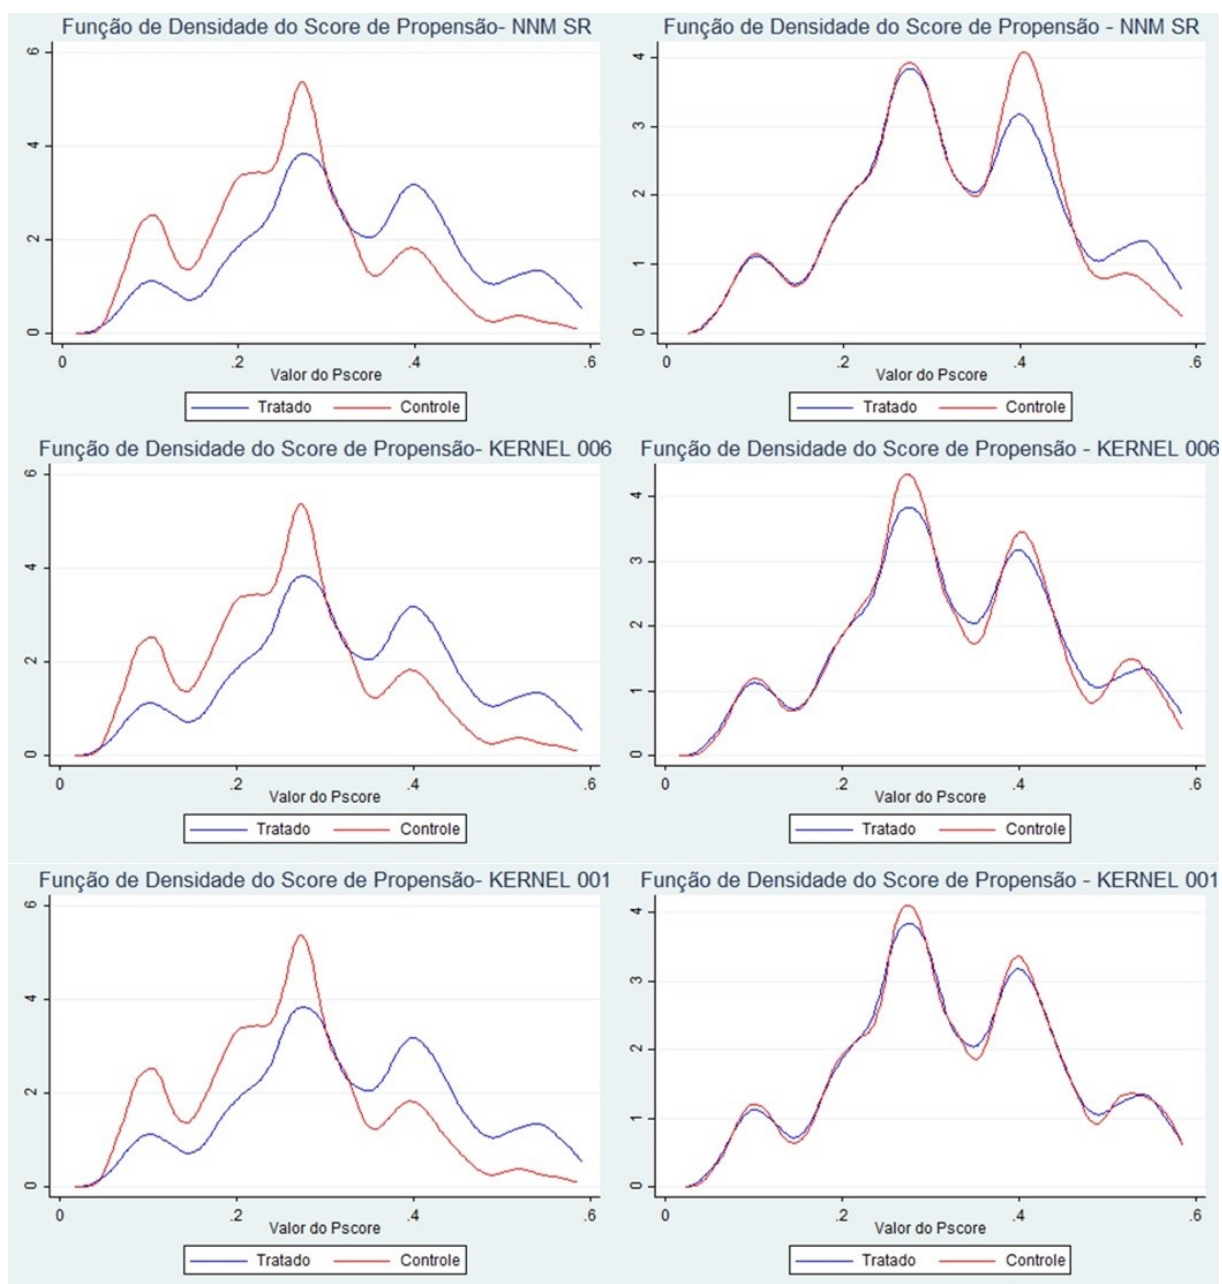 Função de Densidade do Score de Propensão- NNM SR
6
4
2
0
0 .2 .4 .6
Valor do Pscore
Tratado Controle
Função de Densidade do Score de Propensão - NNM SR
4
3
2
1
0
0 .2 .4 .6
Valor do Pscore
Tratado Controle
Função de Densidade do Score de Propensão- KERNEL 006
6
4
2
0
0 .2 .4 .6
Valor do Pscore
Tratado Controle
Função de Densidade do Score de Propensão - KERNEL 006
4
3
2
1
0
0 .2 .4 .6
Valor do Pscore
Tratado Controle
Função de Densidade do Score de Propensão- KERNEL 001
6
4
2
0
0 .2 .4 .6
Valor do Pscore
Tratado Controle
Função de Densidade do Score de Propensão - KERNEL 001
4
3
2
1
0
0 .2 .4 .6
Valor do Pscore
Tratado Controle